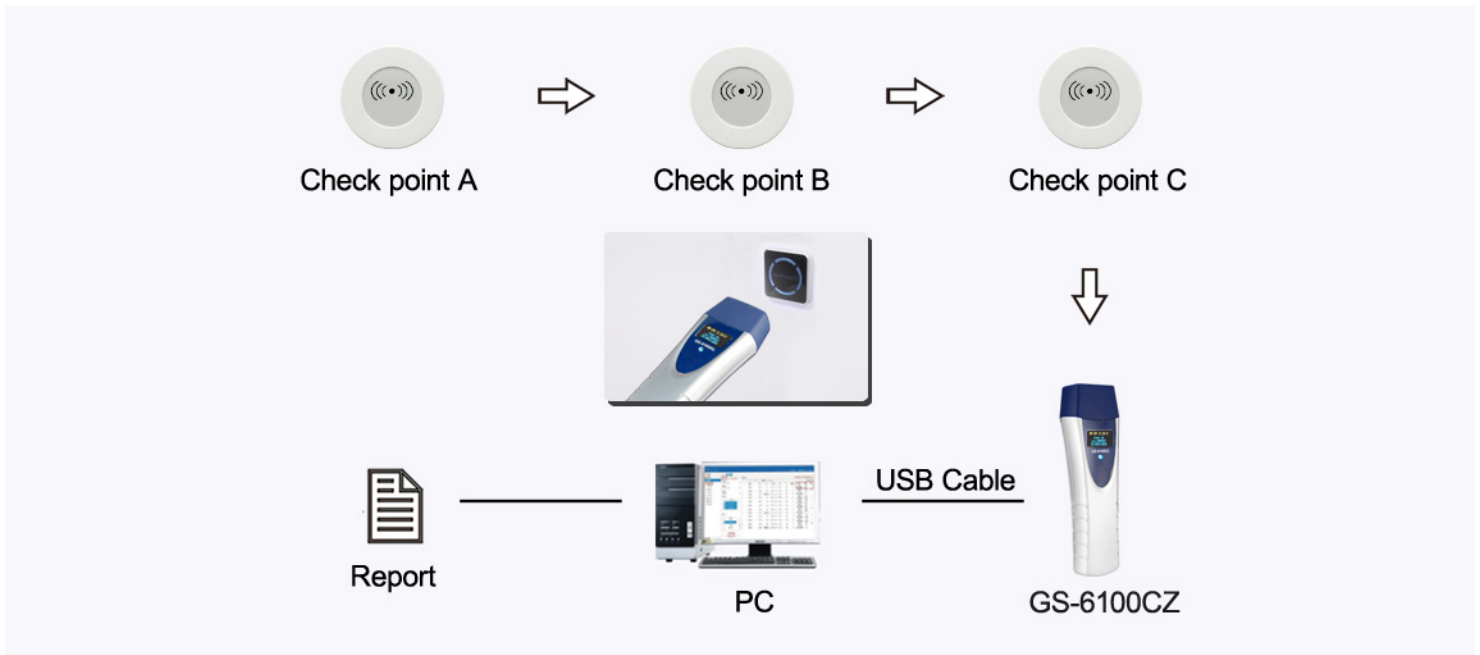 Check point A
Check point B
Check point C
USB Cable
Report
PC
GS-6100CZ